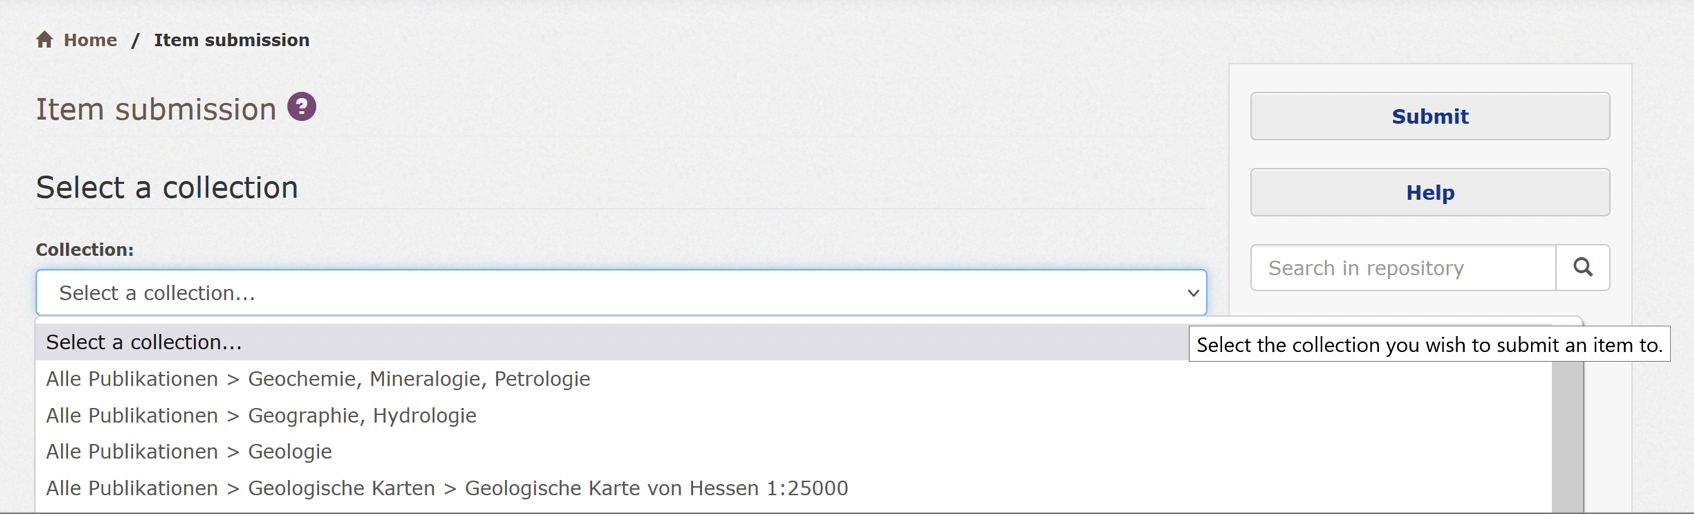 Home / Item submission
Item submission ?
Select a collection
Collection:
Select a collection...
Select a collection...
Alle Publikationen > Geochemie, Mineralogie, Petrologie
Alle Publikationen > Geographie, Hydrologie
Alle Publikationen > Geologie
Alle Publikationen > Geologische Karten > Geologische Karte von Hessen 1:25000
Submit
Help
Search in repository
Select the collection you wish to submit an item to.